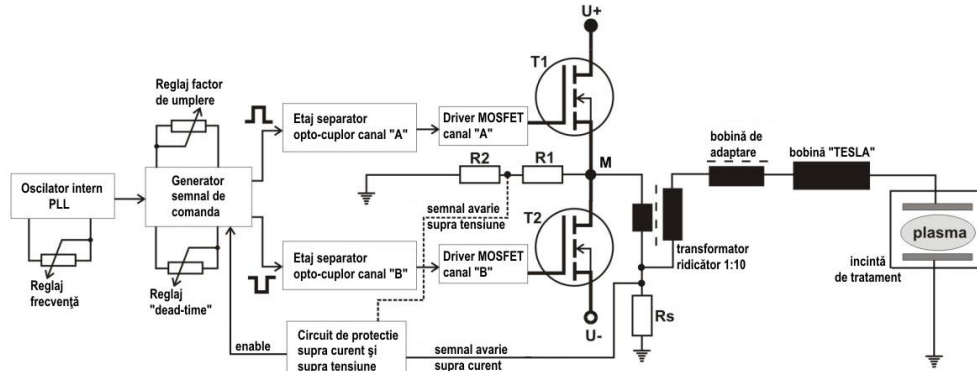 U+
T1
Reglaj factor
de umplere
Etaj separator
opto-cuplor canal "A"
Driver MOSFET
canal "A"
bobină de
adaptare
bobină "TESLA"
R2
R1
M
Oscilator intern
PLL
Generator
semnal de
comanda
semnal avarie
supra tensiune
T2
plasma
transformator
ridicător 1:10
incintă
de tratament
Etaj separator
opto-cuplor canal "B"
Driver MOSFET
canal "B"
Reglaj
frecvenţă
Reglaj
"dead-time"
Rs
U-
enable
Circuit de protectie
supra curent şi
supra tensiune
semnal avarie
supra curent